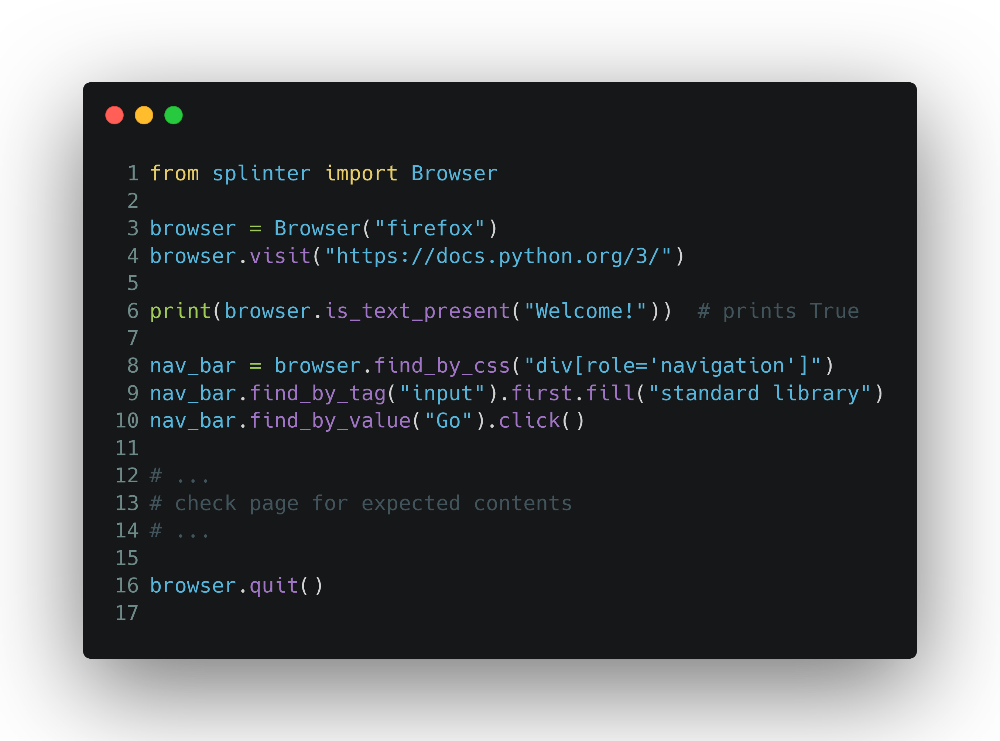 1 from splinter import Browser
2
3 browser = Browser("firefox")
4 browser.visit("https://docs.python.org/3/")
5
6 print(browser.is_text_present("Welcome!"))  # prints True
7
8 nav_bar = browser.find_by_css("div[role='navigation']")
9 nav_bar.find_by_tag("input").first.fill("standard library")
10 nav_bar.find_by_value("Go").click()
11
12 # ...
13 # check page for expected contents
14 # ...
15
16 browser.quit()
17